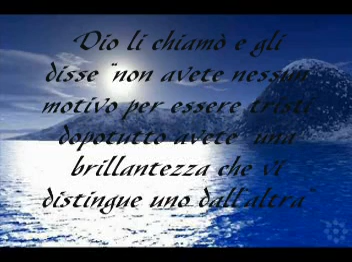 Dio li chiamò e gli
disse "non avete nessun
motivo per essere tristi
dopotutto avete una
brillantezza che vi
distingue uno dall'altra"